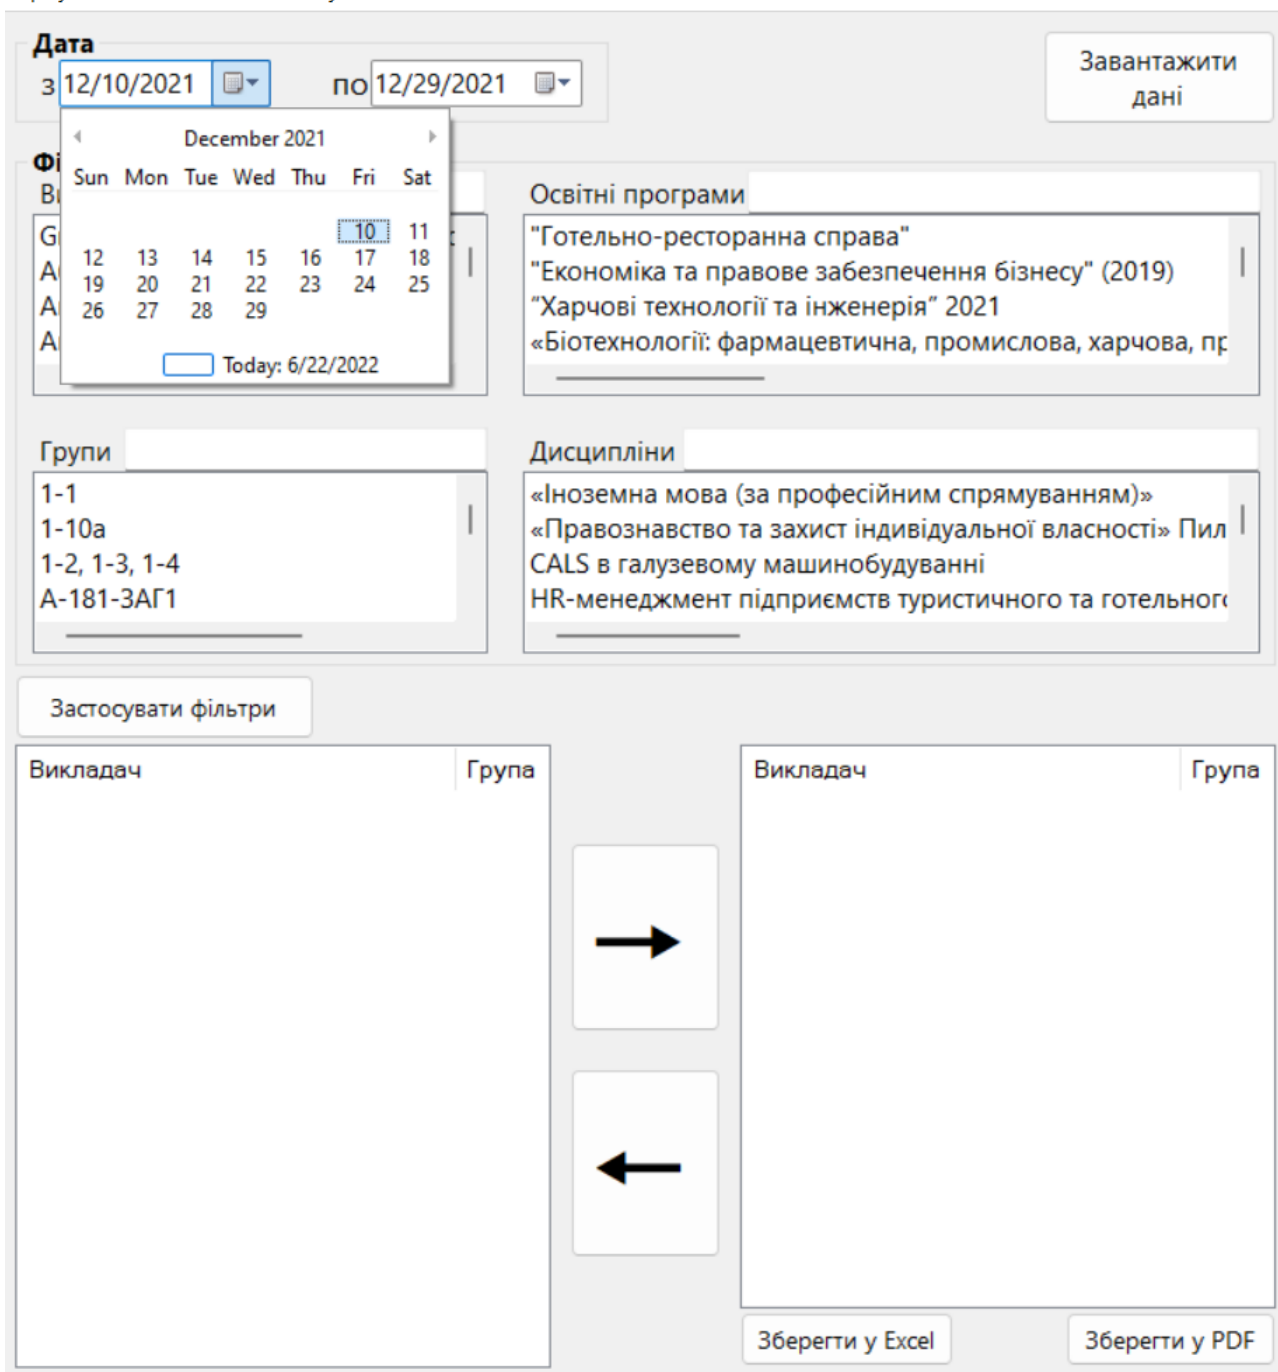 Дата
з 12/10/2021 по 12/29/2021
Завантажити
дані
December 2021
Sun Mon Tue Wed Thu Fri Sat
10 11
12 13 14 15 16 17 18
19 20 21 22 23 24 25
26 27 28 29
Today: 6/22/2022
Освітні програми
"Готельно-ресторанна справа"
"Економіка та правове забезпечення бізнесу" (2019)
“Харчові технології та інженерія” 2021
«Біотехнології: фармацевтична, промислова, харчова, пр
Групи
1-1
1-10а
1-2, 1-3, 1-4
А-181-ЗАГ1
Дисципліни
«Іноземна мова (за професійним спрямуванням)»
«Правознавство та захист індивідуальної власності» Пил
CALS в галузевому машинобудуванні
HR-менеджмент підприємств туристичного та готельного
Застосувати фільтри
Викладач Група
Викладач Група
Зберегти у Excel
Зберегти у PDF